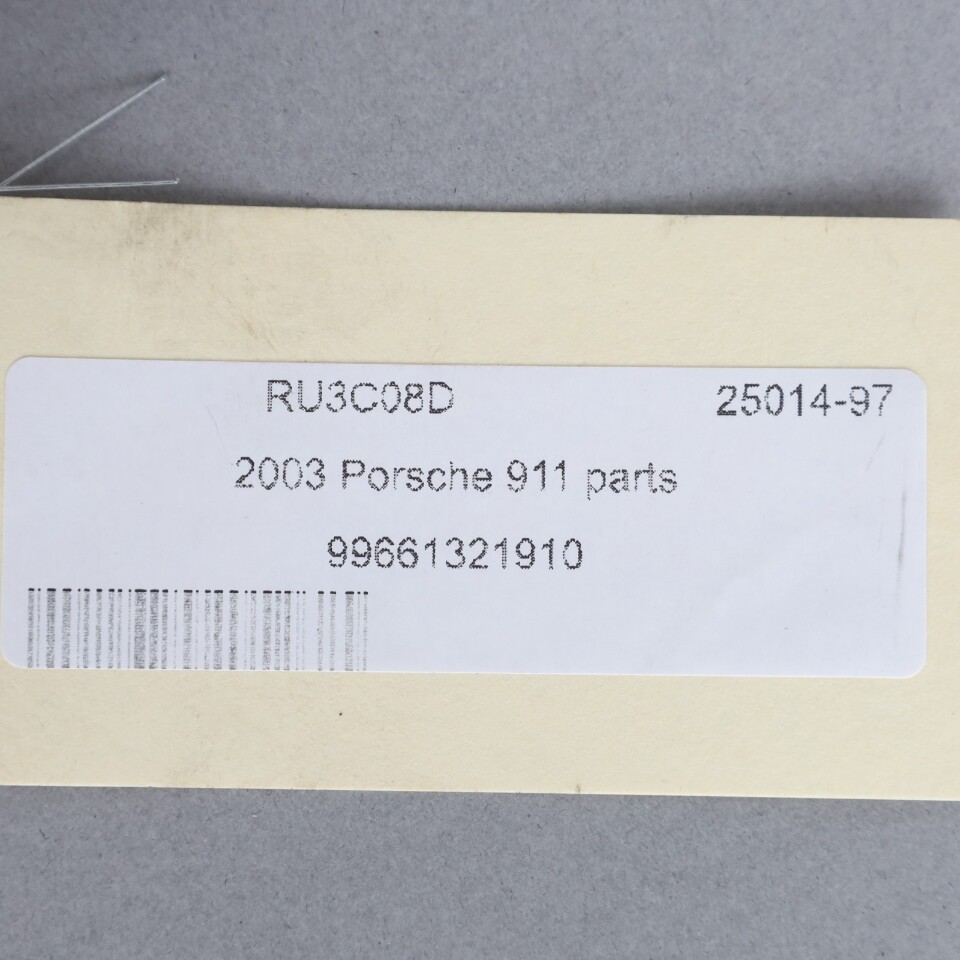 RU3C08D 25014-97
2003 Porsche 911 parts
99661321910